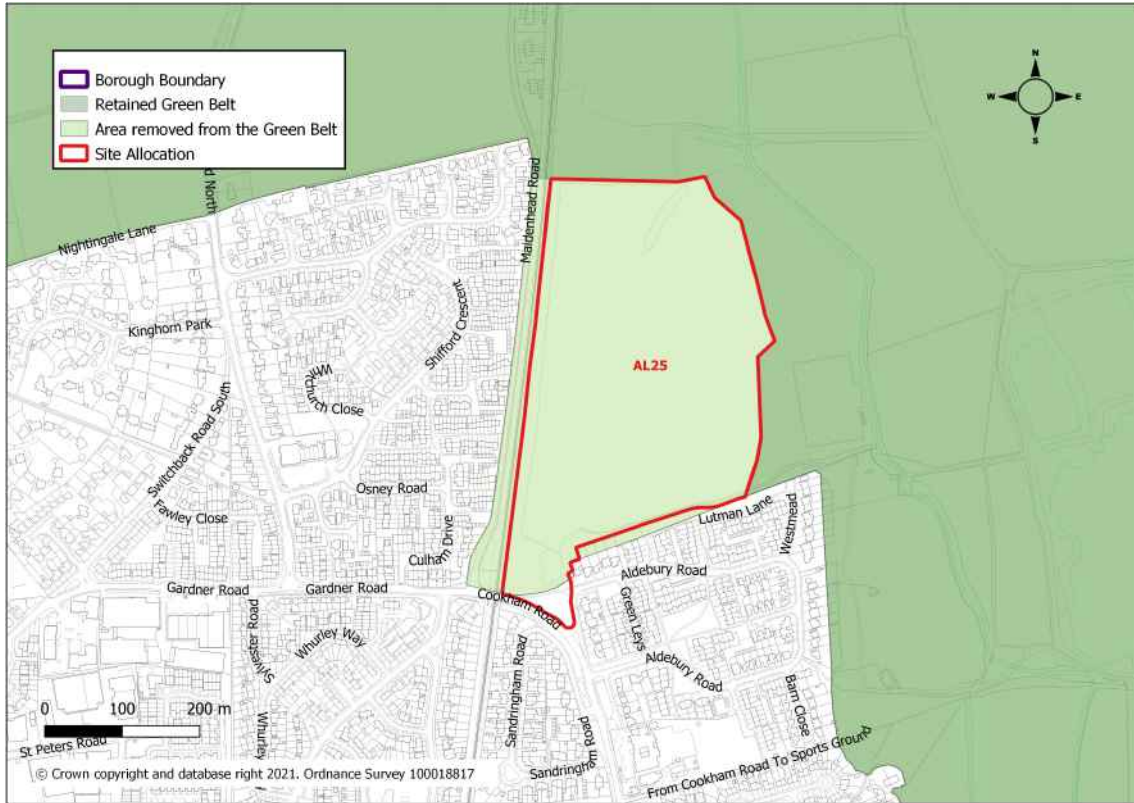 Borough Boundary
Retained Green Belt
Area removed from the Green Belt
Site Allocation
N
W
E
S
d North
Nightingale Lane
Maidenhead Road
Kinghorn Park
Shifford Crescent
Whitchurch Close
AL25
Switchback Road South
Osney Road
Fawley Close
Culham Drive
Lutman Lane
Westmead
Aldebury Road
Gardner Road
Gardner Road
Cookham Road
Green Leys
Sylvester Road
Whurley Way
Aldebury Road
Sandringham Road
Barn Close
0 100 200 m
St Peters Road
Whurley
Sandringha
From Cookham Road To Sports Ground
© Crown copyright and database right 2021. Ordnance Survey 100018817